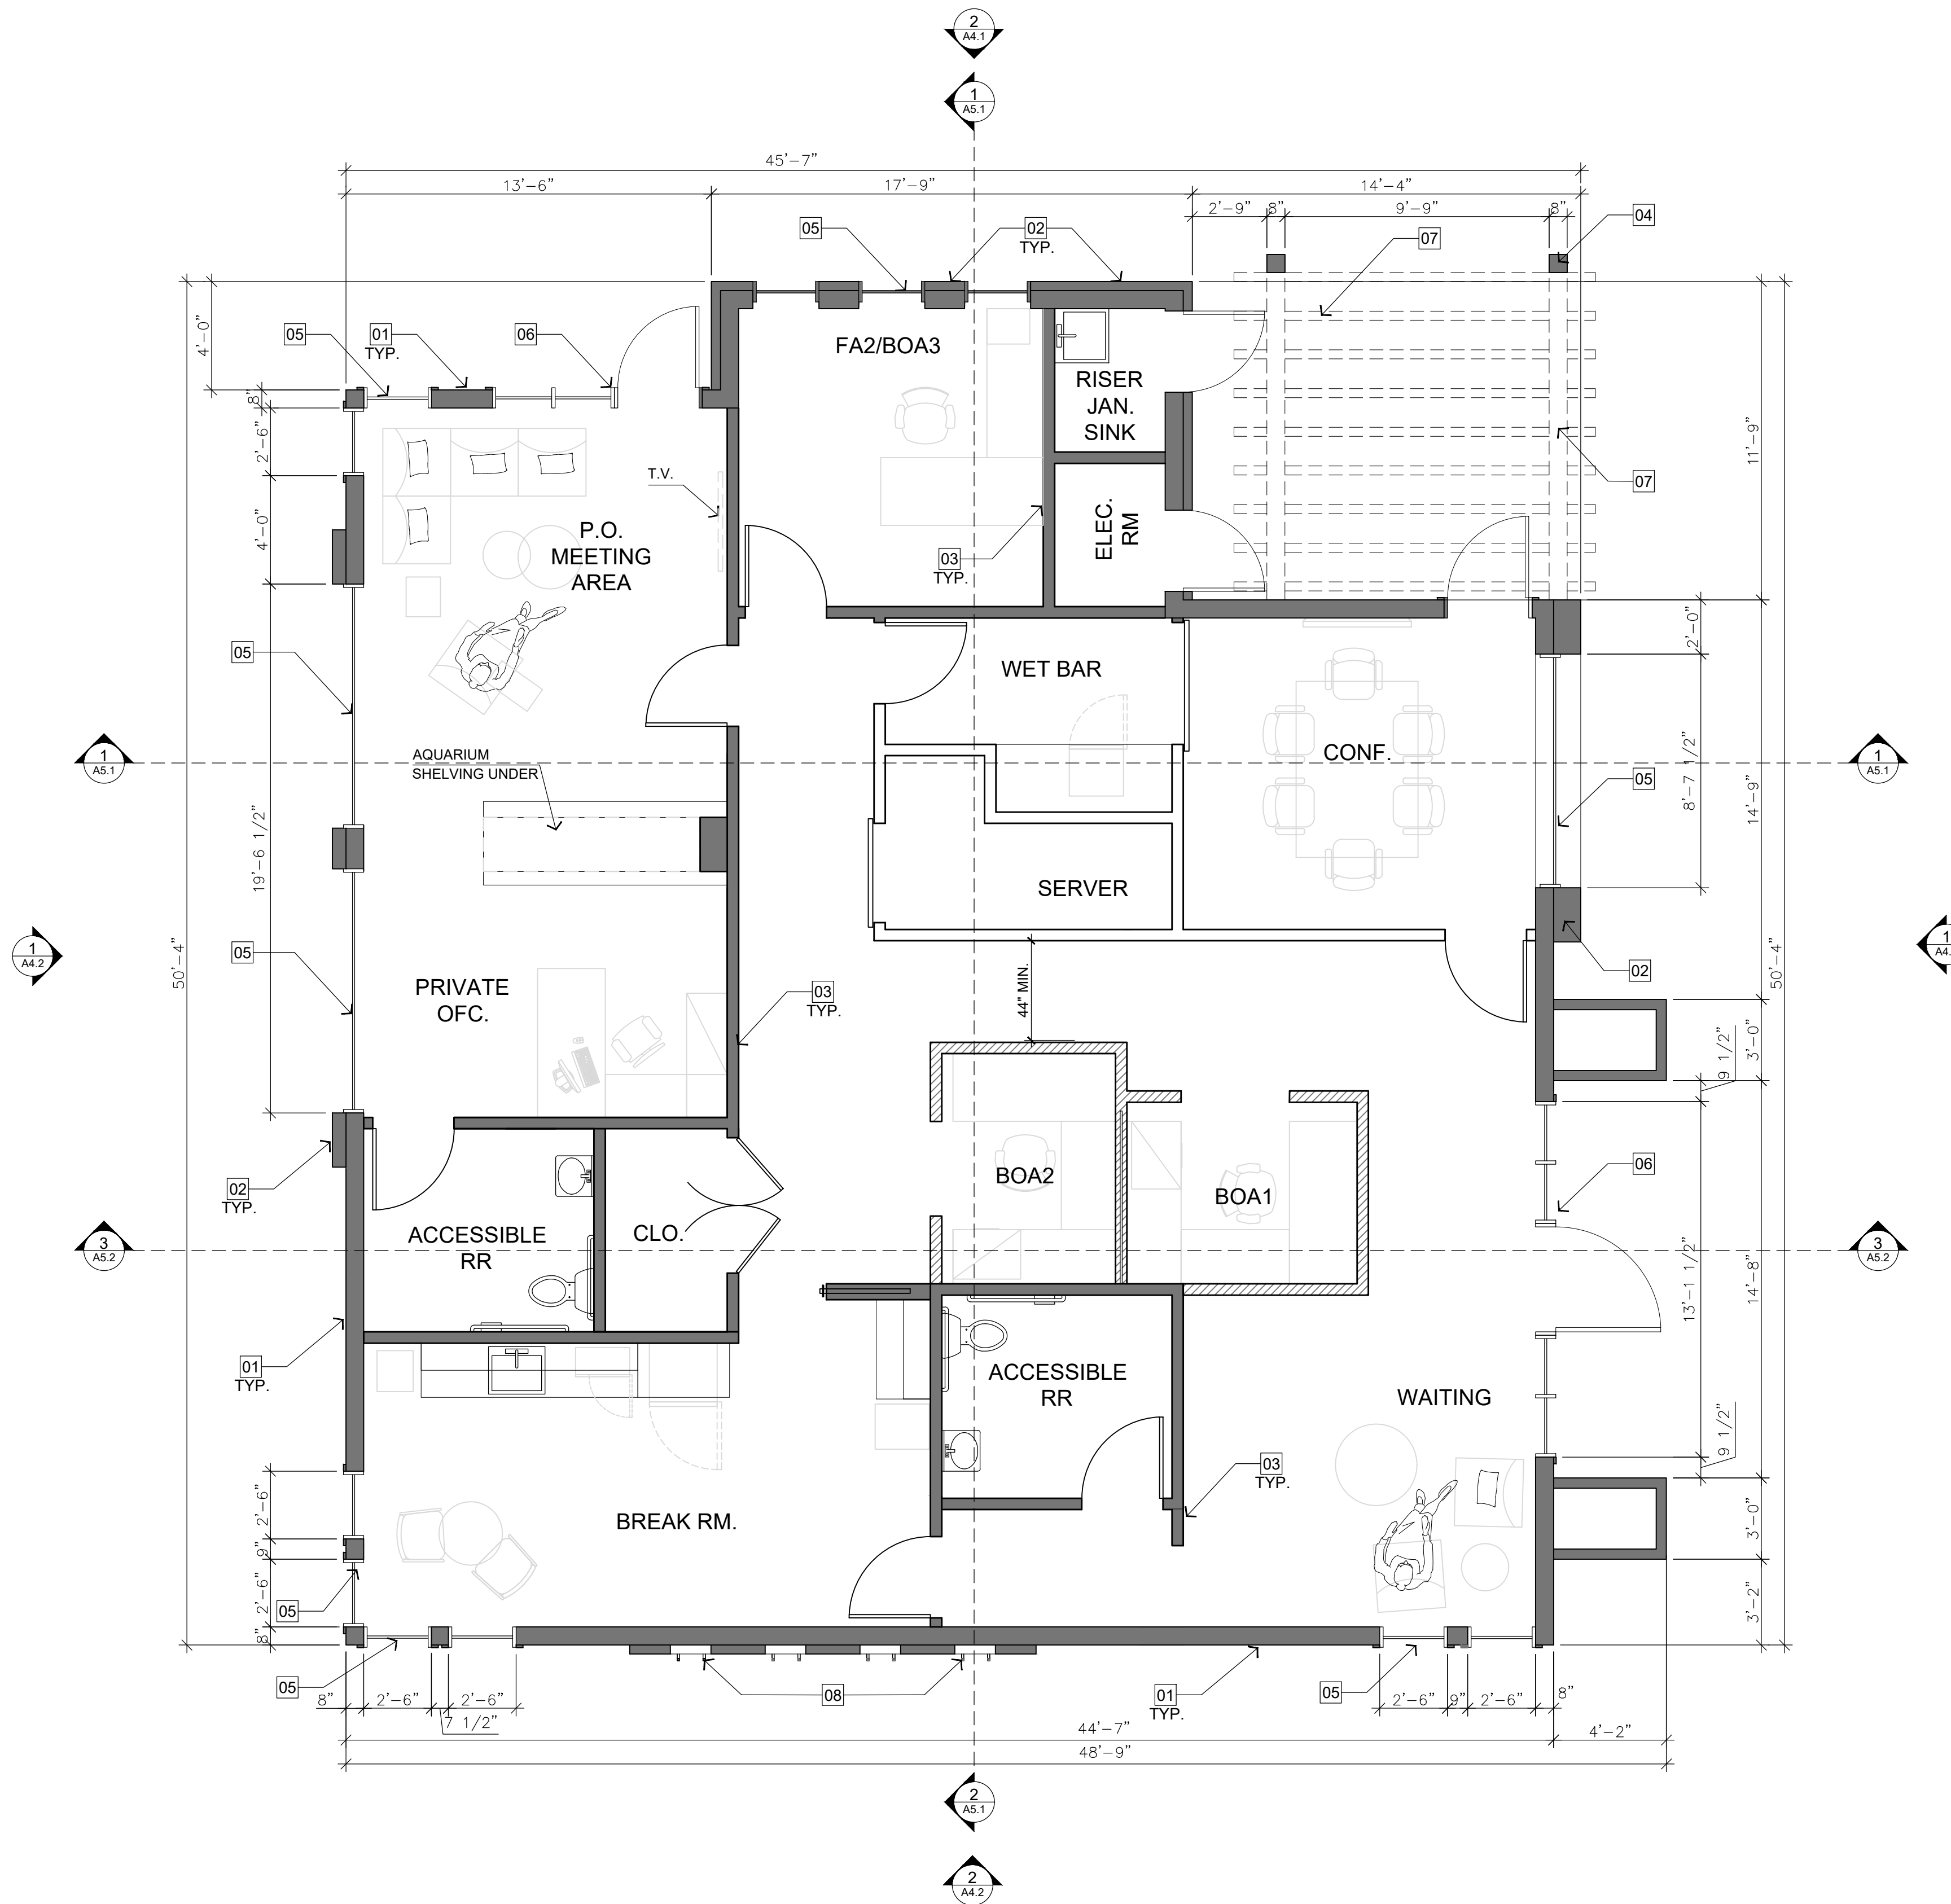 2
A4.1
1
A5.1
45'-7"
13'-6"
17'-9"
14'-4"
2'-9"
8"
9'-9"
8"
04
05
02
TYP.
07
4'-0"
05
01
TYP.
06
8"
FA2/BOA3
RISER
JAN.
SINK
2'-6"
11'-9"
07
T.V.
4'-0"
P.O.
MEETING
AREA
ELEC.
RM
03
TYP.
2'-0"
05
WET BAR
CONF.
1
A5.1
AQUARIUM
SHELVING UNDER
1
A5.1
05
8'-7 1/2"
14'-9"
19'-6 1/2"
SERVER
50'-4"
1
A4.2
05
PRIVATE
OFC.
03
TYP.
44" MIN.
02
50'-4"
1
A4.
9 1/2"
3'-0"
02
TYP.
BOA2
BOA1
06
3
A5.2
ACCESSIBLE
RR
CLO.
3
A5.2
13'-1 1/2"
14'-8"
01
TYP.
ACCESSIBLE
RR
WAITING
9 1/2"
03
TYP.
2'-6"
BREAK RM.
9"
3'-0"
2'-6"
05
3'-2"
8"
05
08
01
TYP.
05
8"
2'-6"
2'-6"
7 1/2"
2'-6"
9"
2'-6"
8"
44'-7"
4'-2"
48'-9"
2
A5.1
2
A4.2